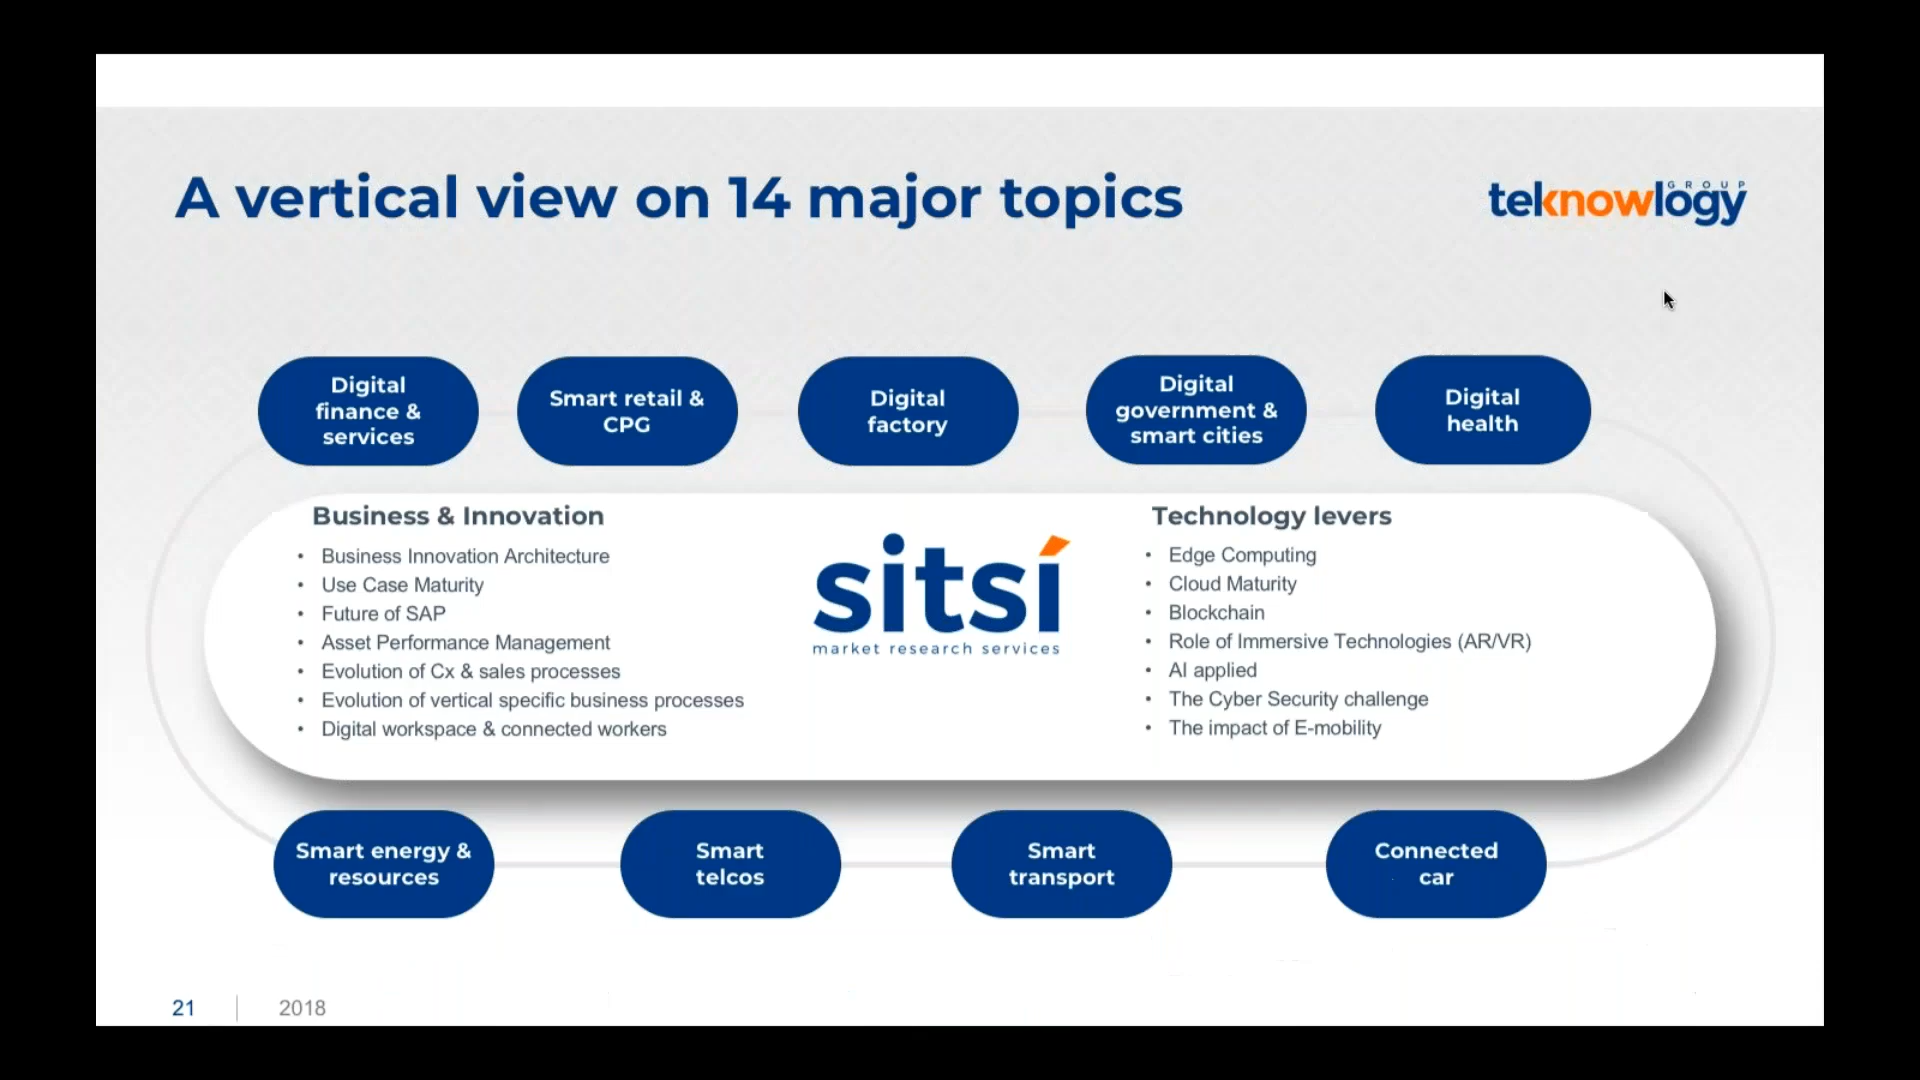 A vertical view on 14 major topics
teknowlogy
GROUP
Digital
finance &
services
Smart retail &
CPG
Digital
factory
Digital
government &
smart cities
Digital
health
Business & Innovation
• Business Innovation Architecture
• Use Case Maturity
• Future of SAP
• Asset Performance Management
• Evolution of Cx & sales processes
• Evolution of vertical specific business processes
• Digital workspace & connected workers
sitsí
market research services
Technology levers
• Edge Computing
• Cloud Maturity
• Blockchain
• Role of Immersive Technologies (AR/VR)
• AI applied
• The Cyber Security challenge
• The impact of E-mobility
Smart energy &
resources
Smart
telcos
Smart
transport
Connected
car
21
2018